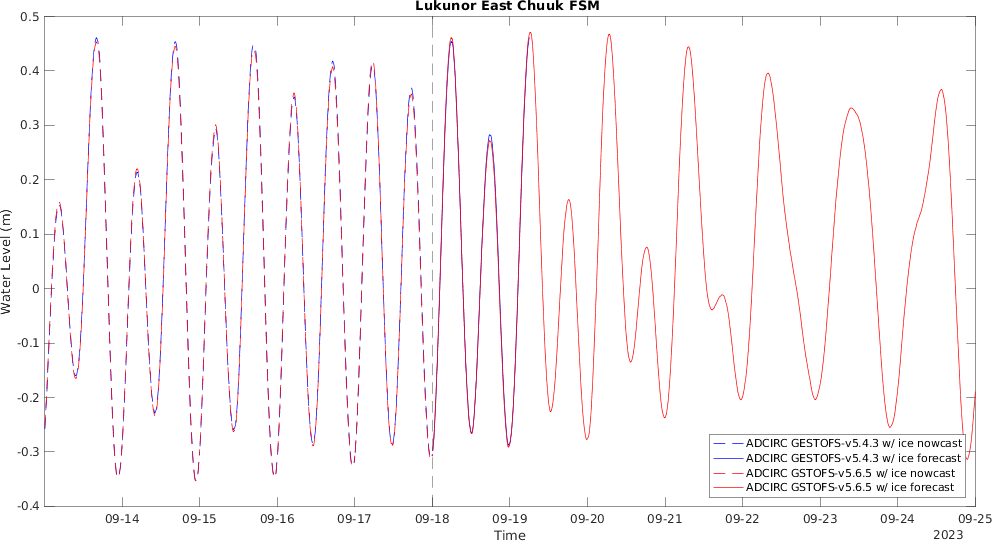 Lukunor East Chuuk FSM
0.5
0.4
0.3
0.2
0.1
0
-0.1
-0.2
-0.3
-0.4
Water Level (m)
ADCIRC GESTOFS-v5.4.3 w/ ice nowcast
ADCIRC GESTOFS-v5.4.3 w/ ice forecast
ADCIRC GSTOFS-v5.6.5 w/ ice nowcast
ADCIRC GSTOFS-v5.6.5 w/ ice forecast
09-14 09-15 09-16 09-17 09-18 09-19 09-20 09-21 09-22 09-23 09-24 09-25
Time
2023